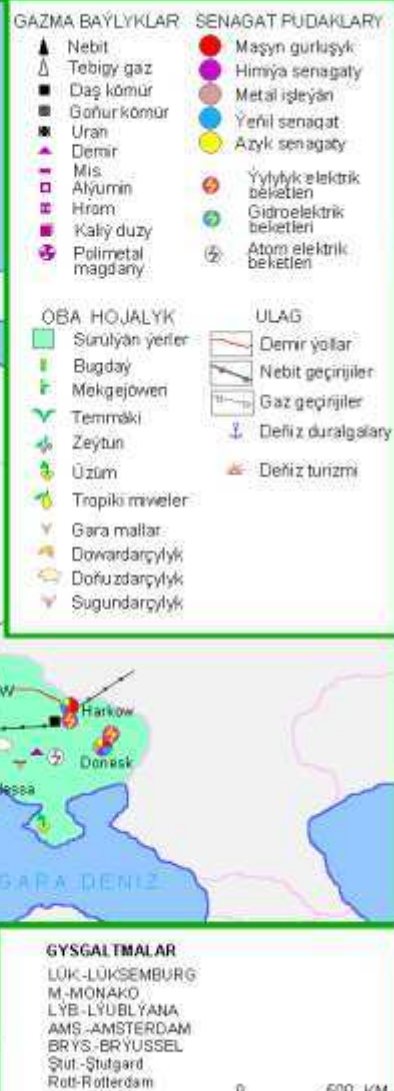 GAZMA BAÝLYKLAR
Nebit
Tebigy gaz
Daş kömür
Goňur kömür
Uran
Demir
Mis
Alýumin
Hrom
Kaliý duzy
Polimetal
magdany
SENAGAT PUDAKLARY
Maşyn gurluşyk
Himiýa senagaty
Metal işleýän
Ýeňil senagat
Azyk senagaty
Ýylylyk elektrik
beketleri
Gidroelektrik
beketleri
Atom elektrik
beketleri
OBA HOJALYK
Sürülýän ýerler
Bugdaý
Mekgejöwen
Temmäki
Zeýtun
Üzüm
Tropiki miweler
Gara mallar
Dowardarçylyk
Doňuzdarçylyk
Sugundarçylyk
ULAG
Demir ýollar
Nebit geçirijiler
Gaz geçirijiler
Deňiz duralgalary
Deňiz turizmi
W
Harkow
Donesk
essa
GARA DENIZ
GYSGALTMALAR
LÜK-LÜKSEMBURG
M.-MONAKO
LÝB.-LÝUBLÝANA
AMS.-AMSTERDAM
BRÝS.-BRÝUSSEL
Ştut.-Ştutgard
Rott-Rotterdam
0 600 KM